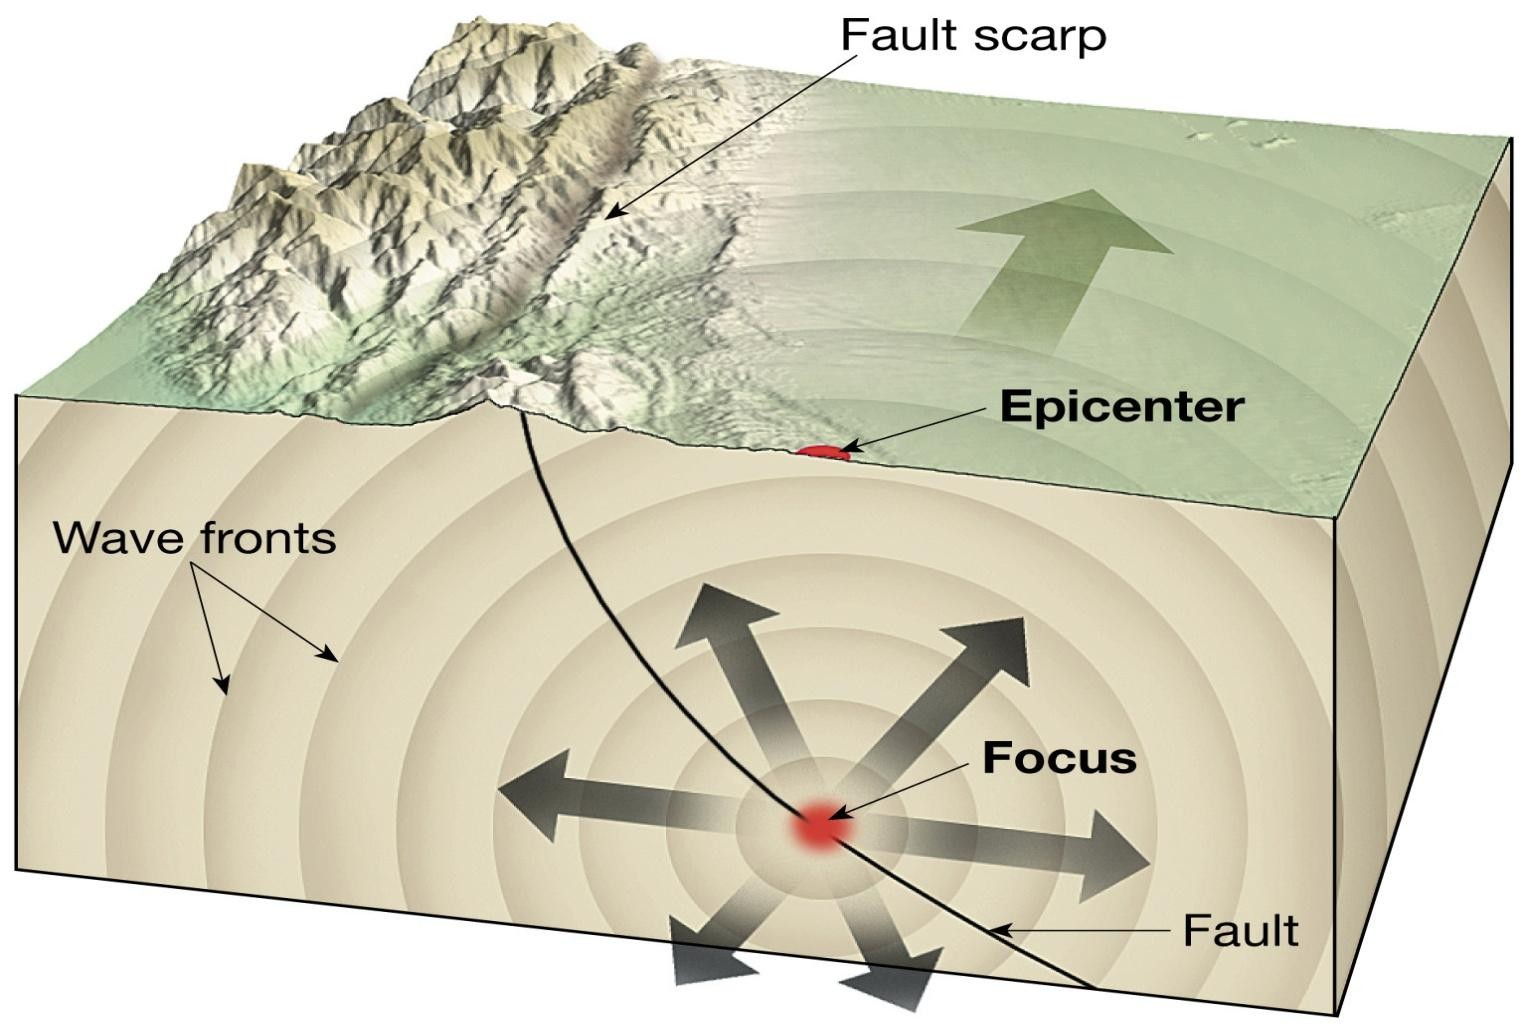 Fault scarp
Epicenter
Wave fronts
Focus
Fault